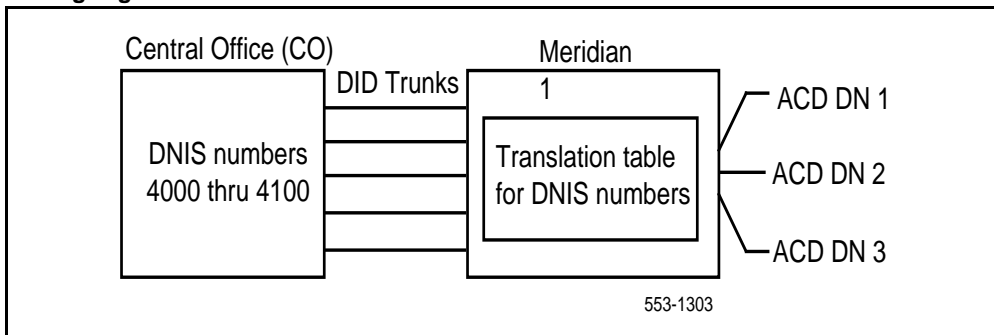 Central Office (CO)
DID Trunks
Meridian
1
DNIS numbers
4000 thru 4100
Translation table
for DNIS numbers
ACD DN 1
ACD DN 2
ACD DN 3
553-1303